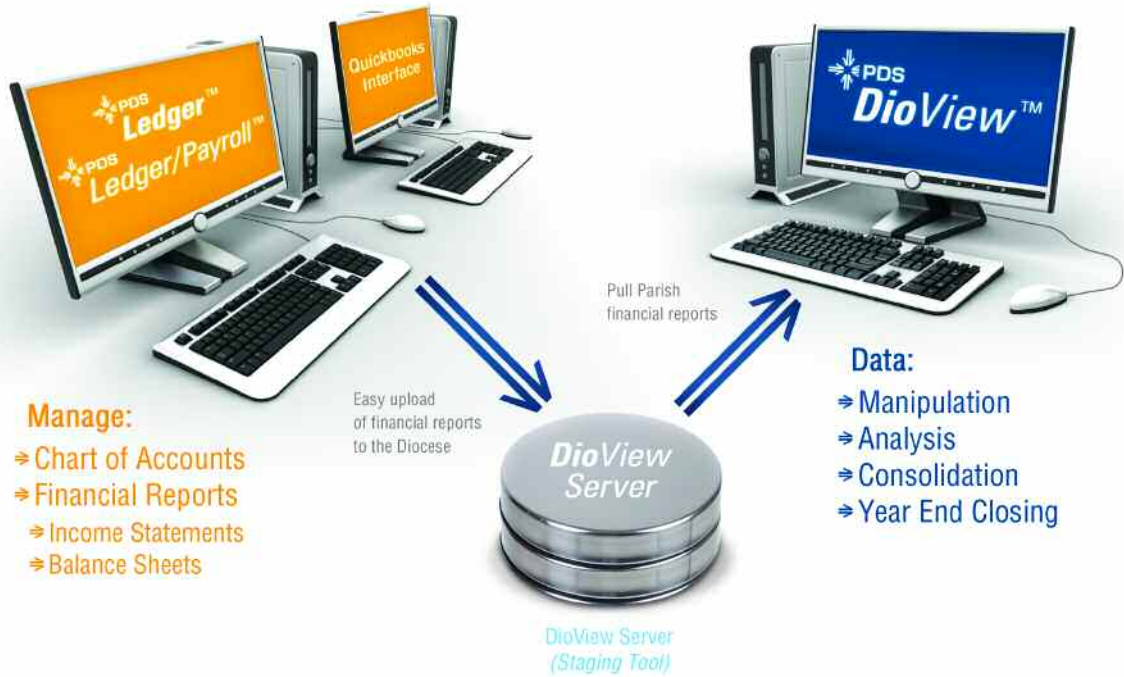 PDS
Ledger™
PDS
Ledger/Payroll™
Quickbooks
Interface
PDS
DioView™
Pull Parish
financial reports
Easy upload
of financial reports
to the Diocese
Manage:
Chart of Accounts
Financial Reports
Income Statements
Balance Sheets
DioView
Server
DioView Server
(Staging Tool)
Data:
Manipulation
Analysis
Consolidation
Year End Closing